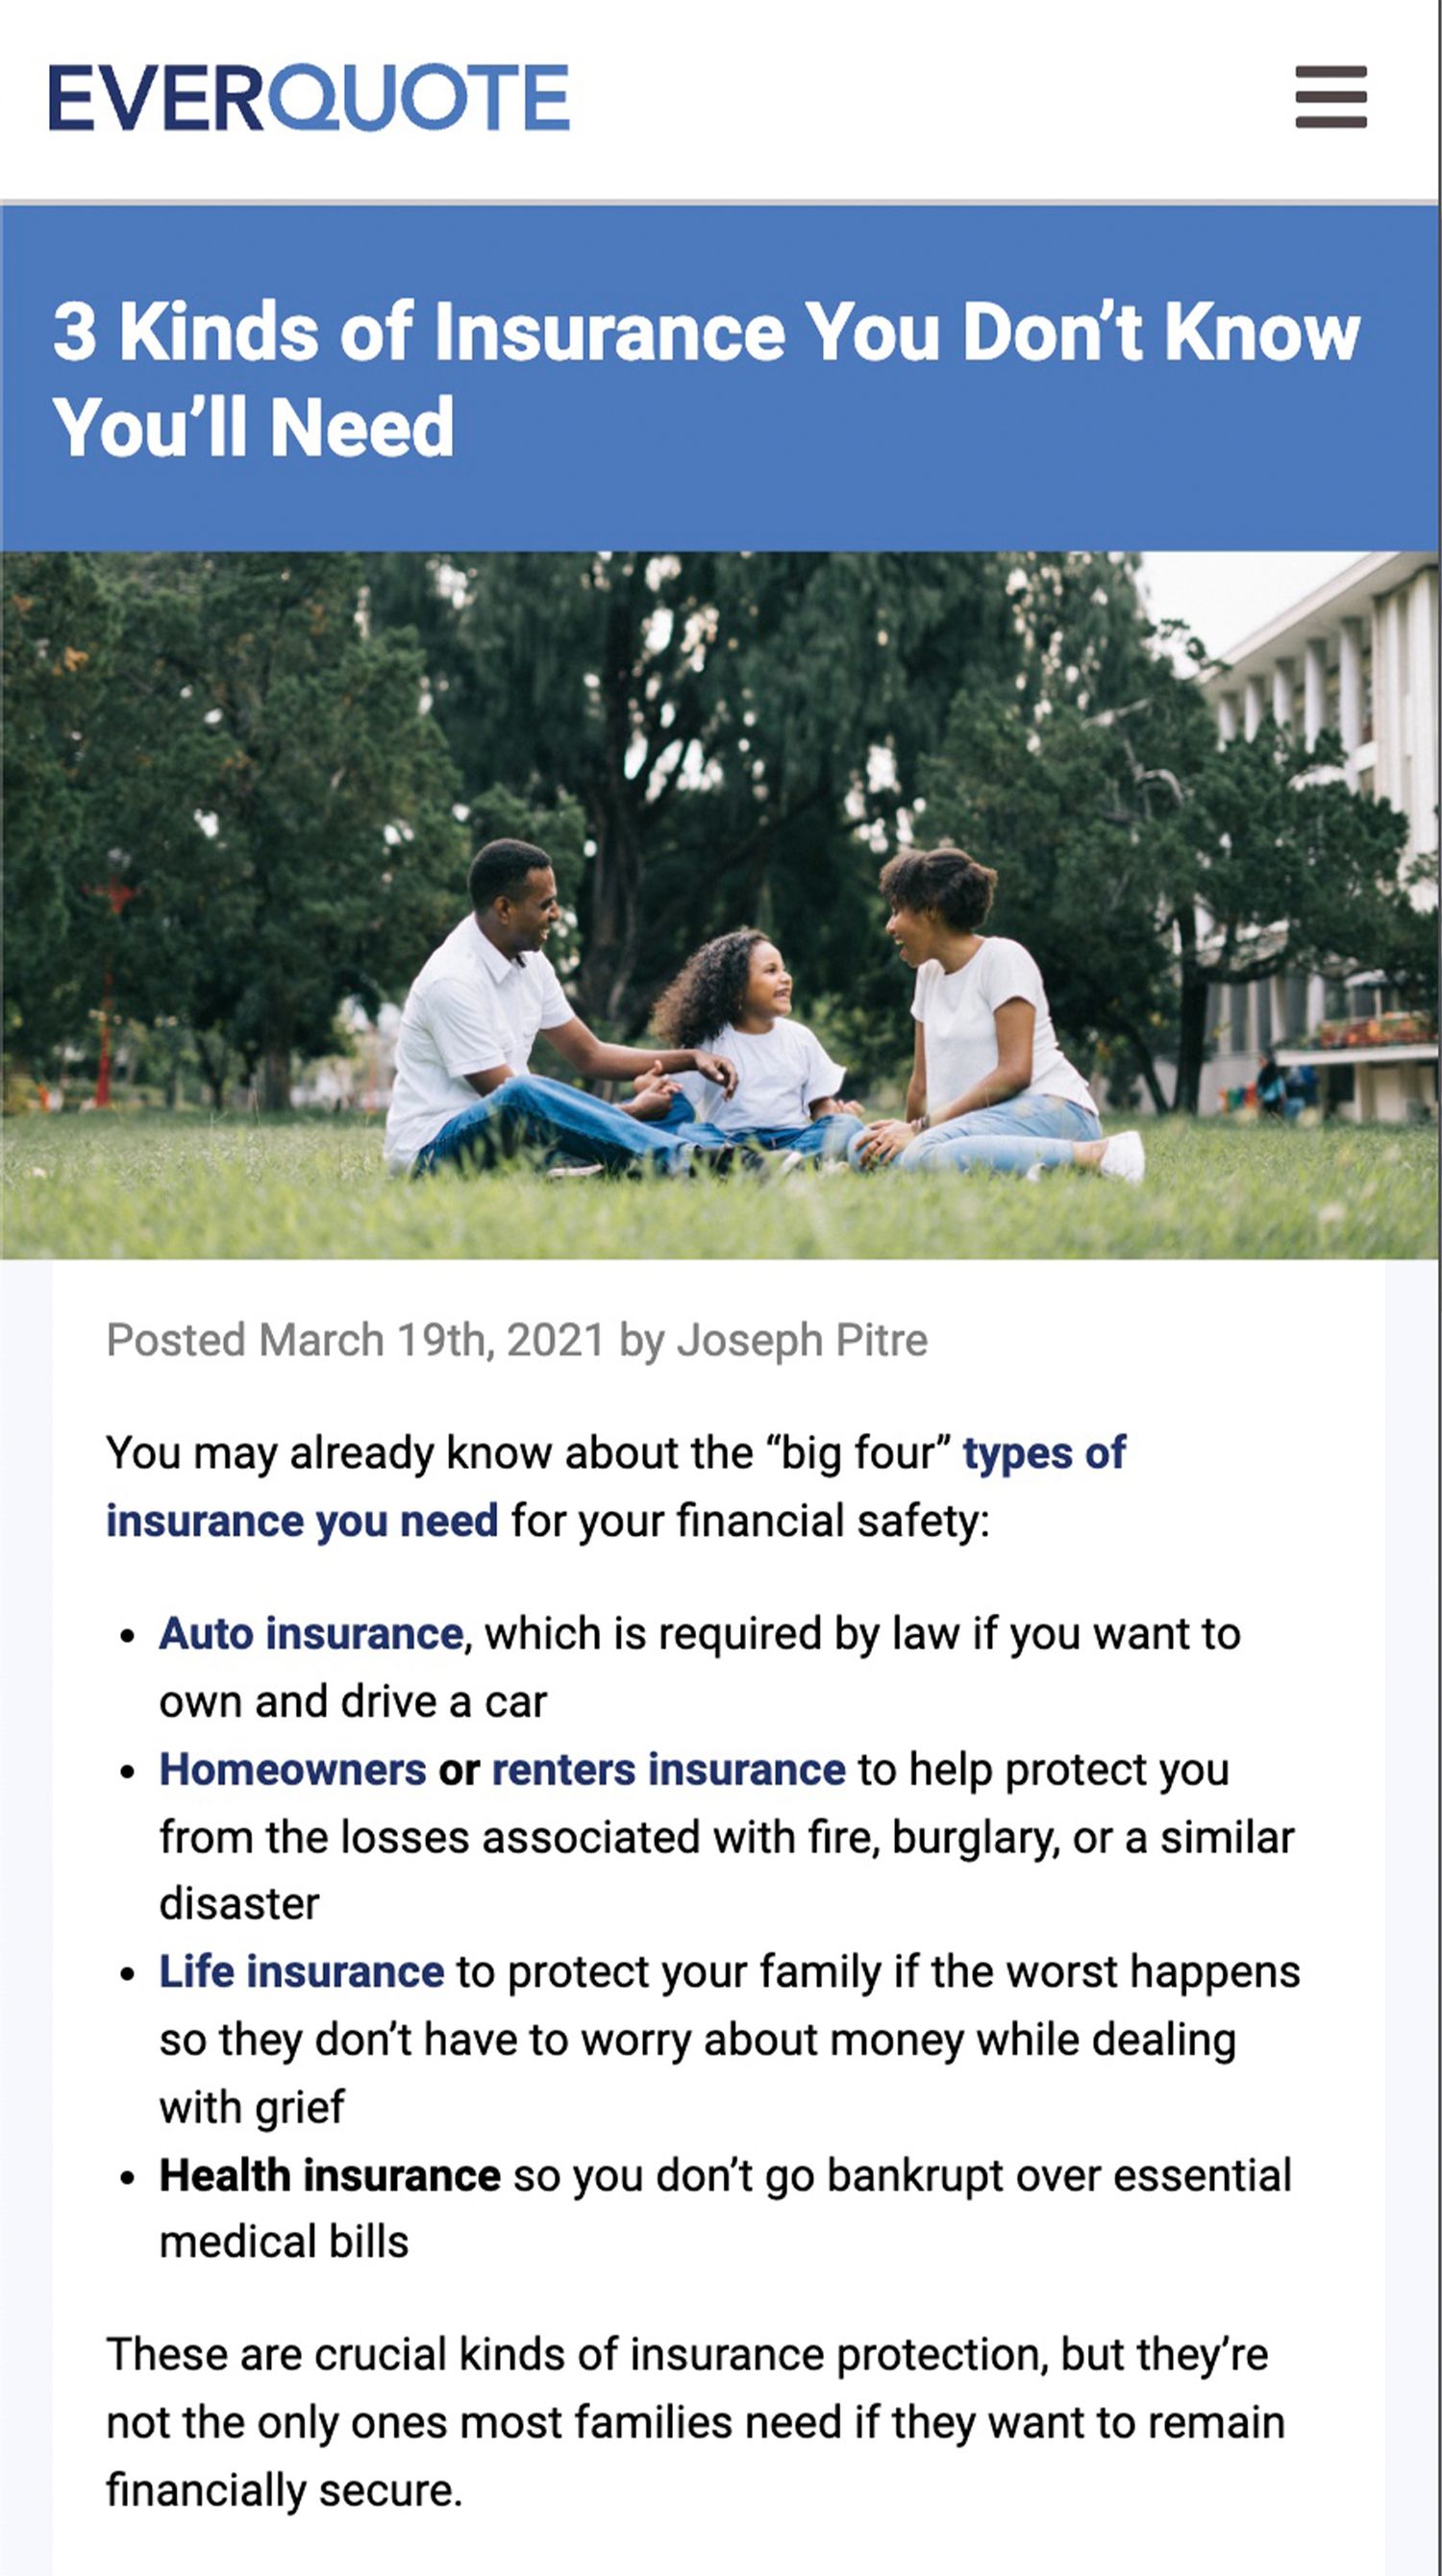 EVERQUOTE
3 Kinds of Insurance You Don’t Know
You’ll Need
Posted March 19th, 2021 by Joseph Pitre
You may already know about the “big four” types of
insurance you need for your financial safety:
• Auto insurance, which is required by law if you want to
own and drive a car
• Homeowners or renters insurance to help protect you
from the losses associated with fire, burglary, or a similar
disaster
• Life insurance to protect your family if the worst happens
so they don’t have to worry about money while dealing
with grief
• Health insurance so you don’t go bankrupt over essential
medical bills
These are crucial kinds of insurance protection, but they’re
not the only ones most families need if they want to remain
financially secure.